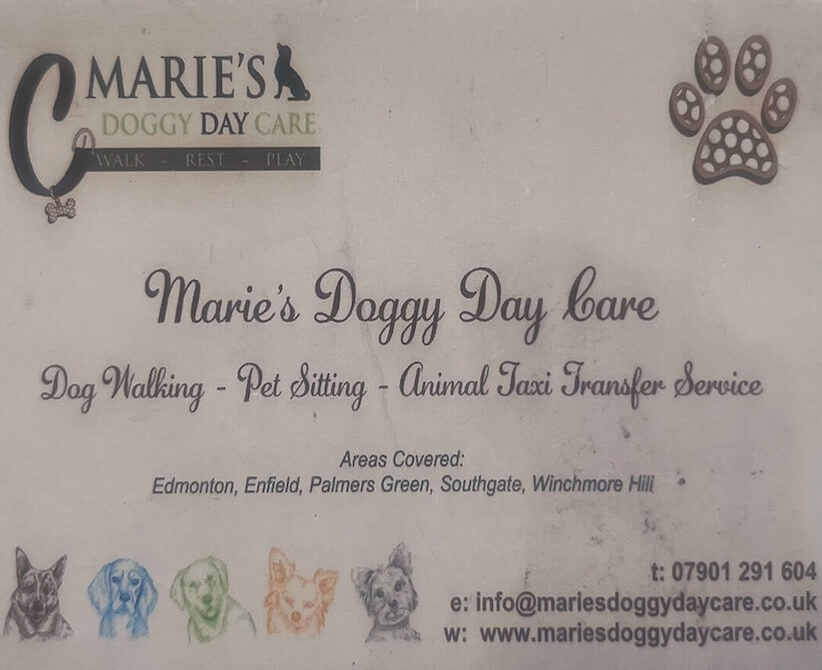 MARIE'S
DOGGY DAY CARE
WALK ~ REST ~ PLAY
Marie's Doggy Day Care
Dog Walking - Pet Sitting - Animal Taxi Transfer Service
Areas Covered:
Edmonton, Enfield, Palmers Green, Southgate, Winchmore Hill
t: 07901 291 604
e: info@mariesdoggydaycare.co.uk
w: www.mariesdoggydaycare.co.uk